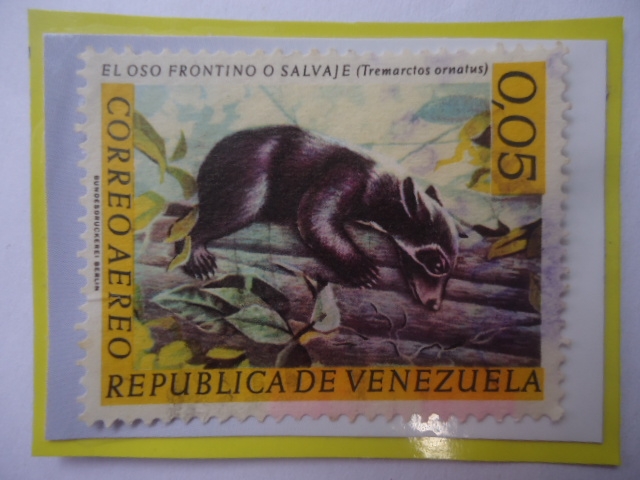 EL OSO FRONTINO O SALVAJE (Tremarctos ornatus)
0,05
CORREO AEREO
BUNDESDRUCKEREI BERLIN
REPUBLICA DE VENEZUELA